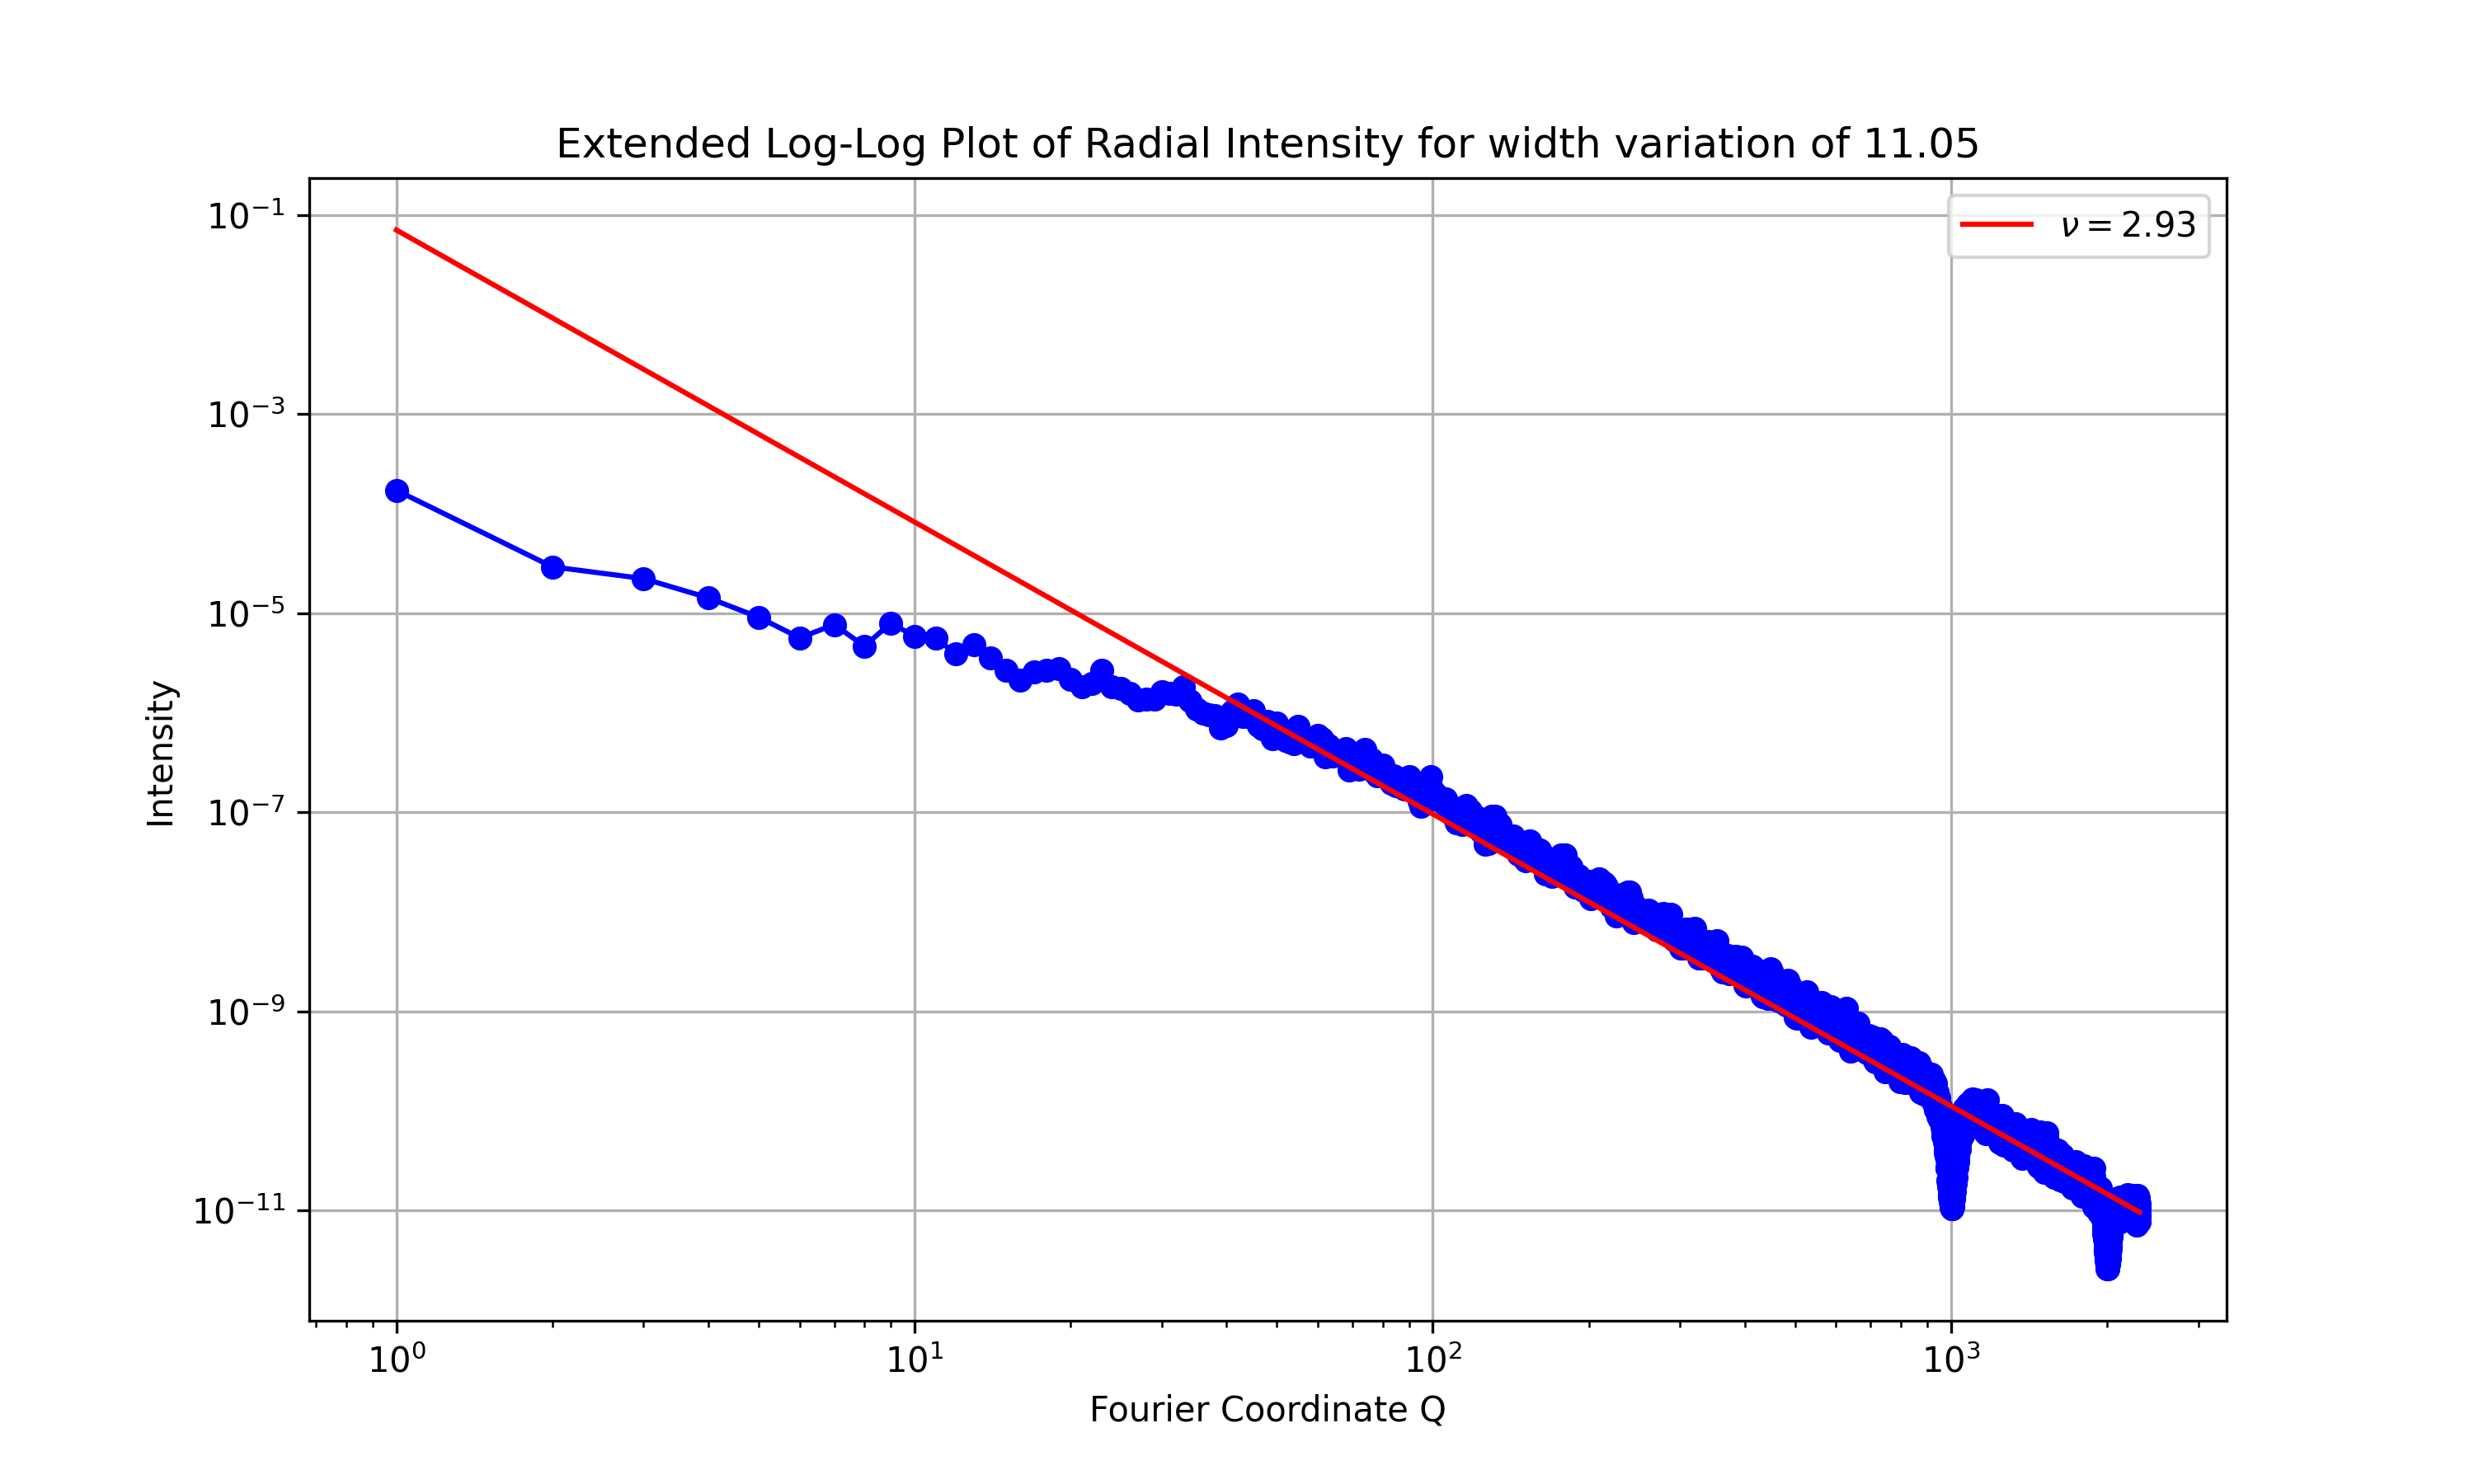 Extended Log-Log Plot of Radial Intensity for width variation of 11.05
ν = 2.93
10⁻¹
10⁻³
10⁻⁵
10⁻⁷
10⁻⁹
10⁻¹¹
Intensity
10⁰ 10¹ 10² 10³
Fourier Coordinate Q